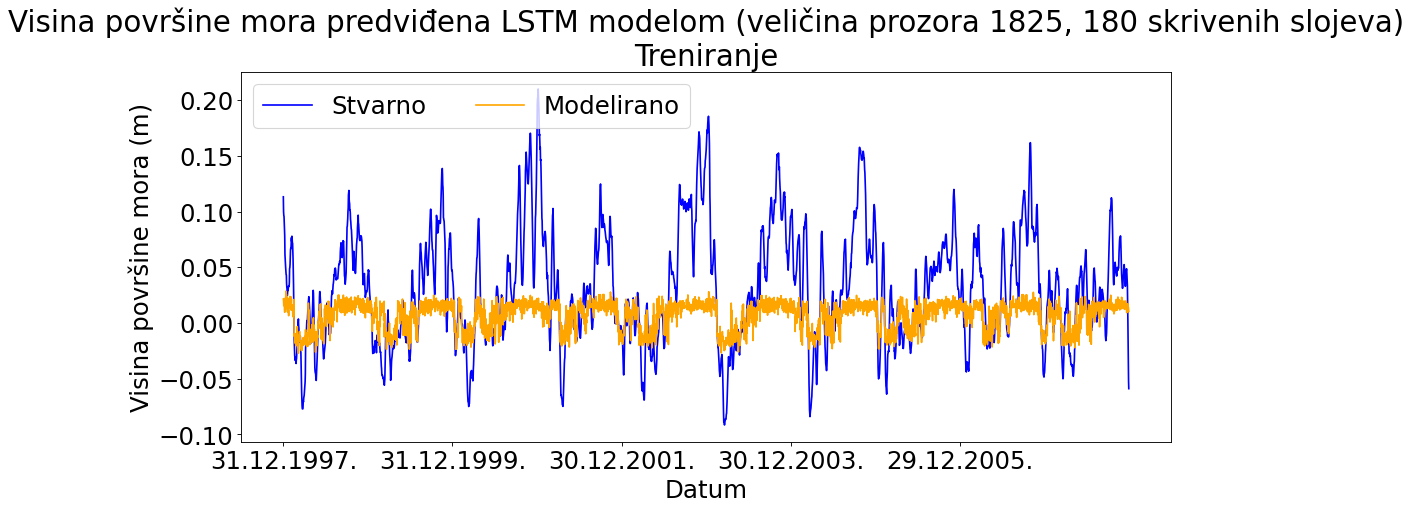 Visina površine mora predviđena LSTM modelom (veličina prozora 1825, 180 skrivenih slojeva)
Treniranje
Stvarno
Modelirano
Visina površine mora (m)
0.20
0.15
0.10
0.05
0.00
−0.05
−0.10
31.12.1997. 31.12.1999. 30.12.2001. 30.12.2003. 29.12.2005.
Datum